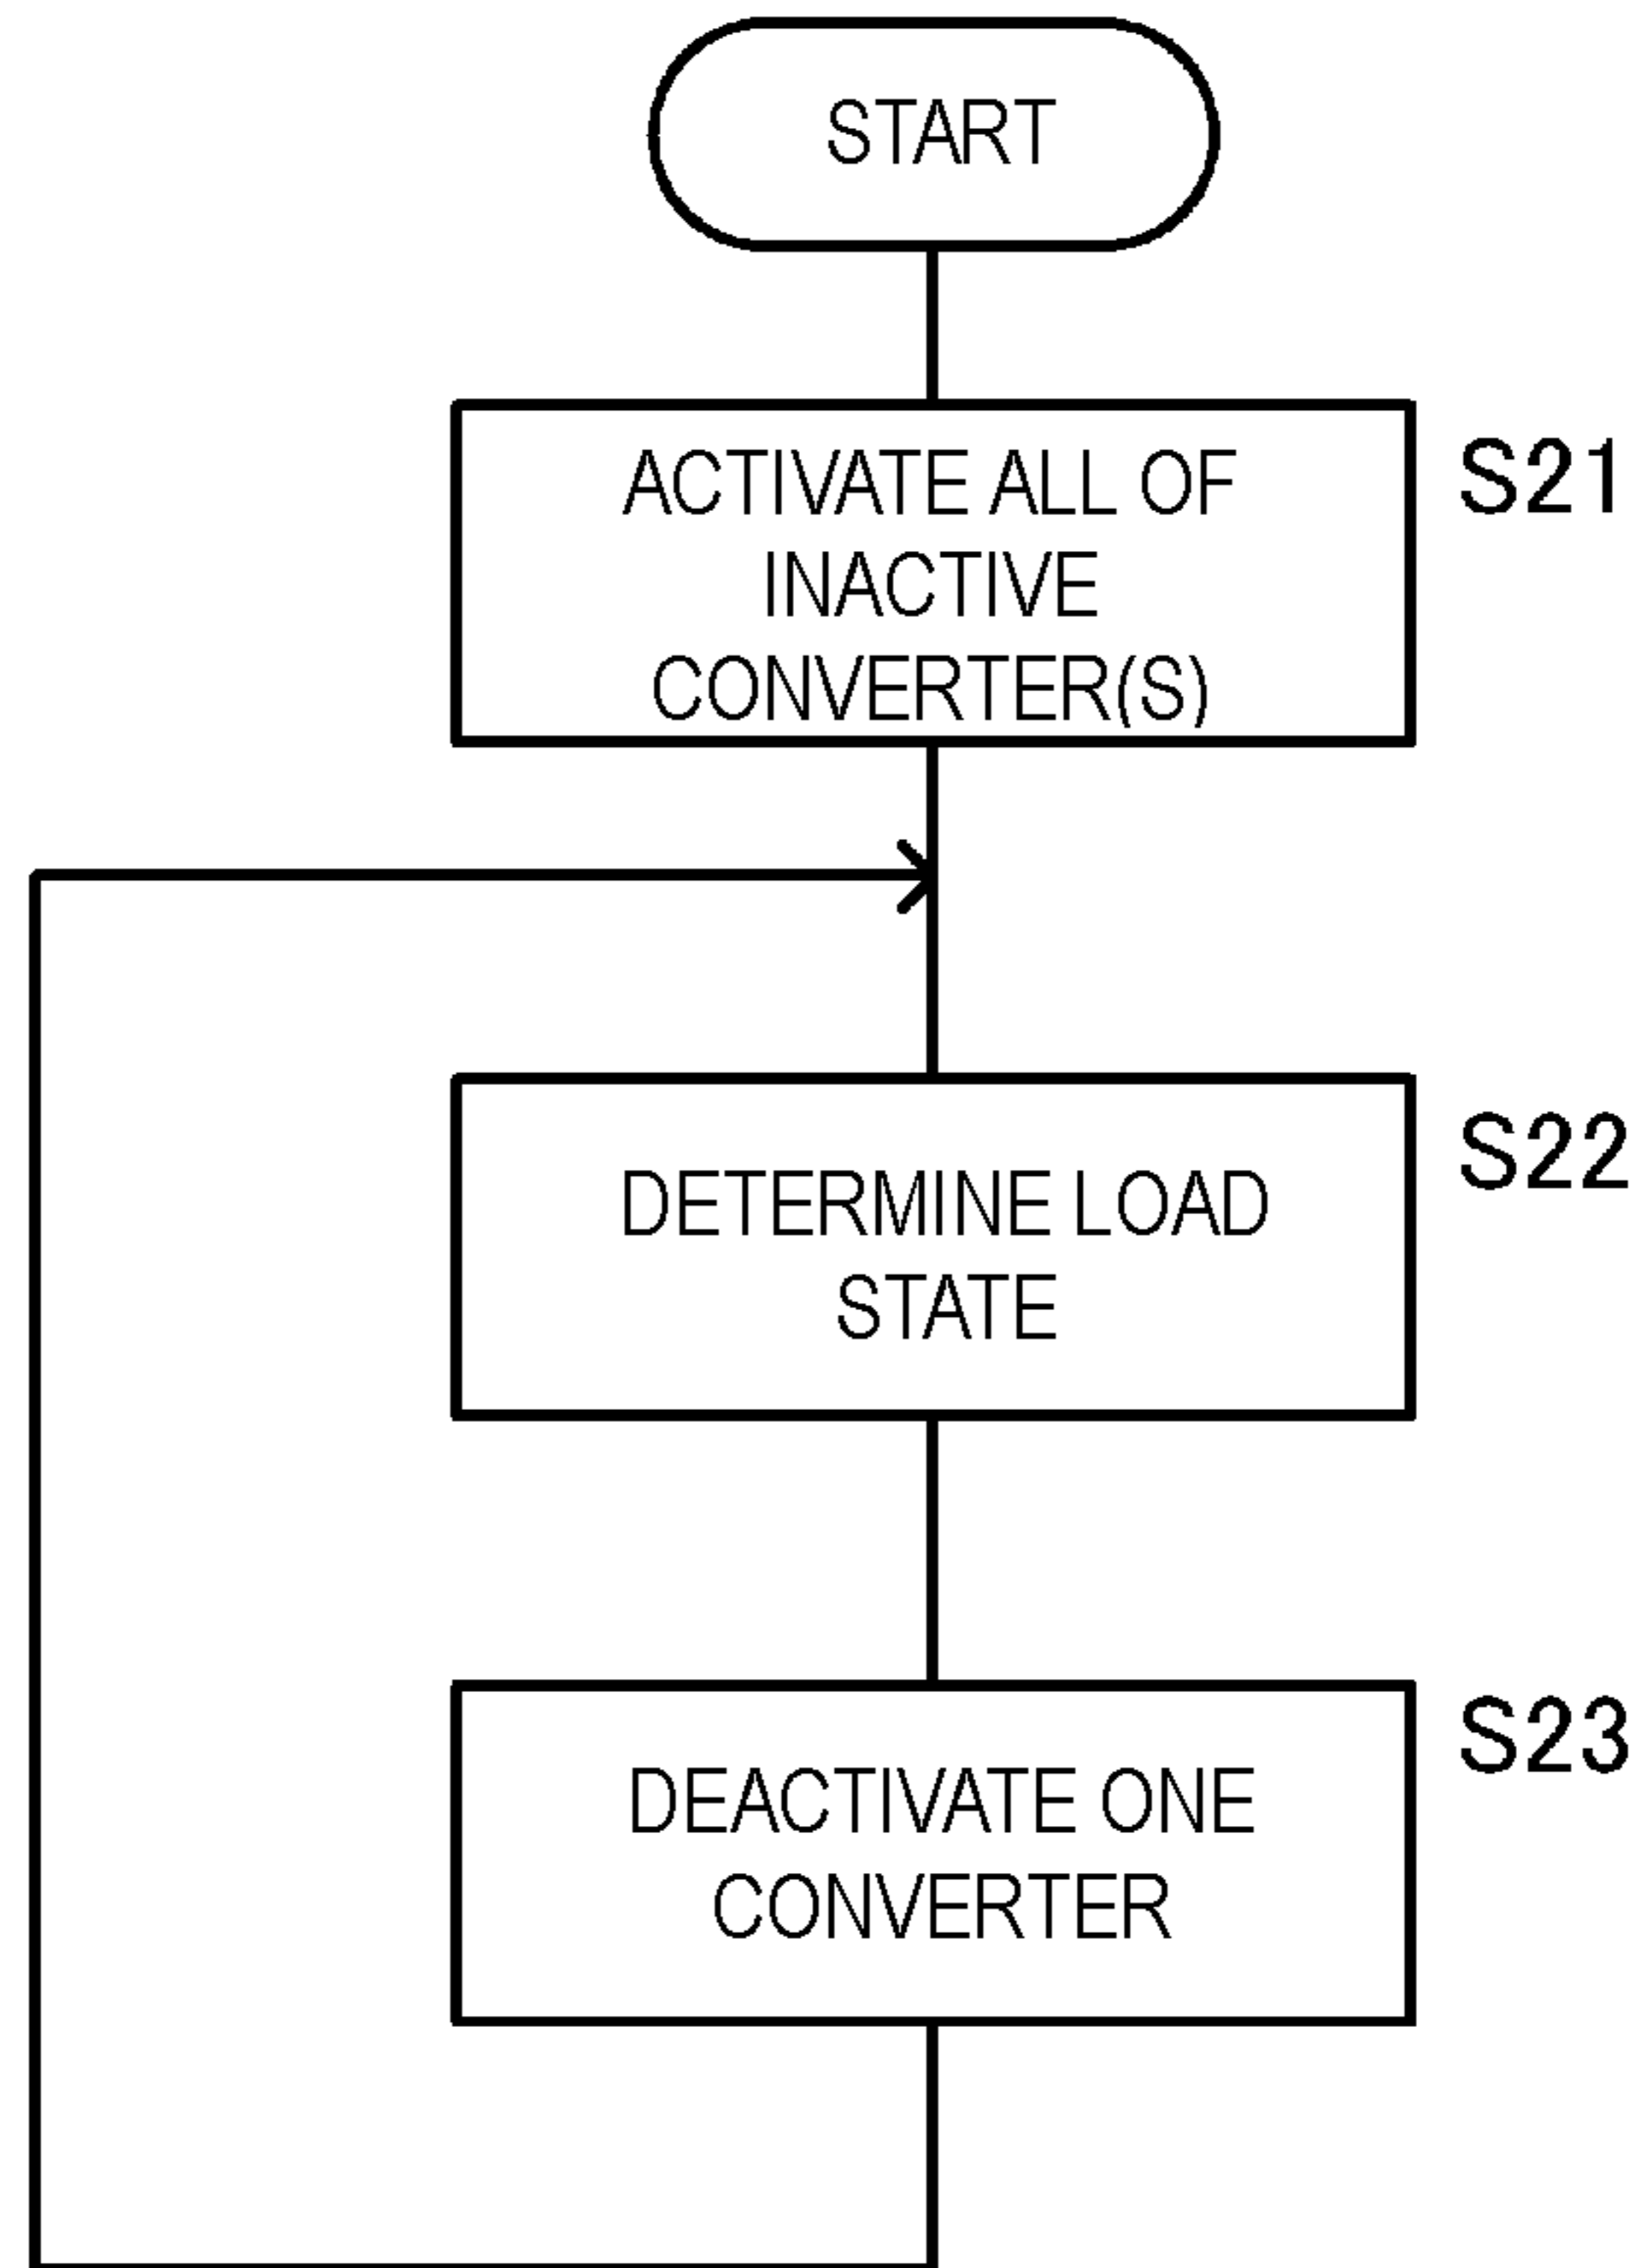 START
ACTIVATE ALL OF
INACTIVE
CONVERTER(S)
S21
DETERMINE LOAD
STATE
S22
DEACTIVATE ONE
CONVERTER
S23